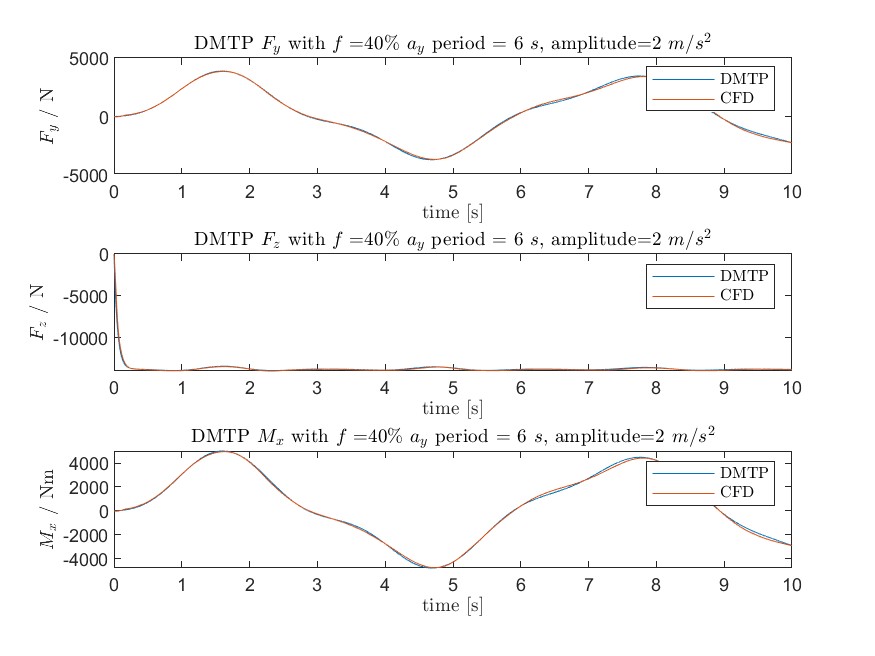 DMTP F_y with f =40% a_y period = 6 s, amplitude=2 m/s²
5000
0
-5000
F_y / N
DMTP
CFD
0 1 2 3 4 5 6 7 8 9 10
time [s]
DMTP F_z with f =40% a_y period = 6 s, amplitude=2 m/s²
0
-5000
-10000
F_z / N
DMTP
CFD
0 1 2 3 4 5 6 7 8 9 10
time [s]
DMTP M_x with f =40% a_y period = 6 s, amplitude=2 m/s²
4000
2000
0
-2000
-4000
M_x / Nm
DMTP
CFD
0 1 2 3 4 5 6 7 8 9 10
time [s]